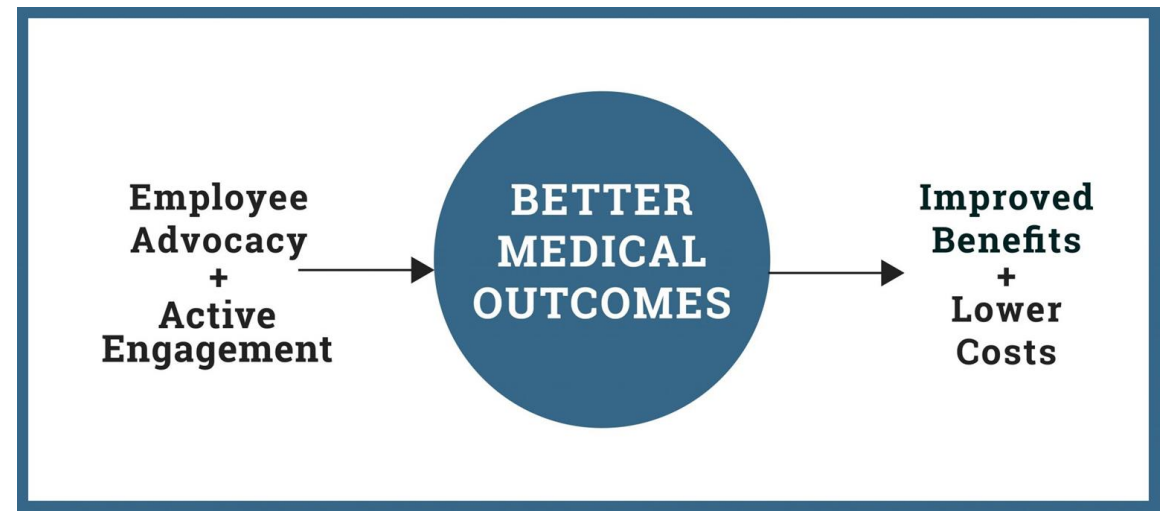 Employee
Advocacy
+
Active
Engagement
BETTER
MEDICAL
OUTCOMES
Improved
Benefits
+
Lower
Costs